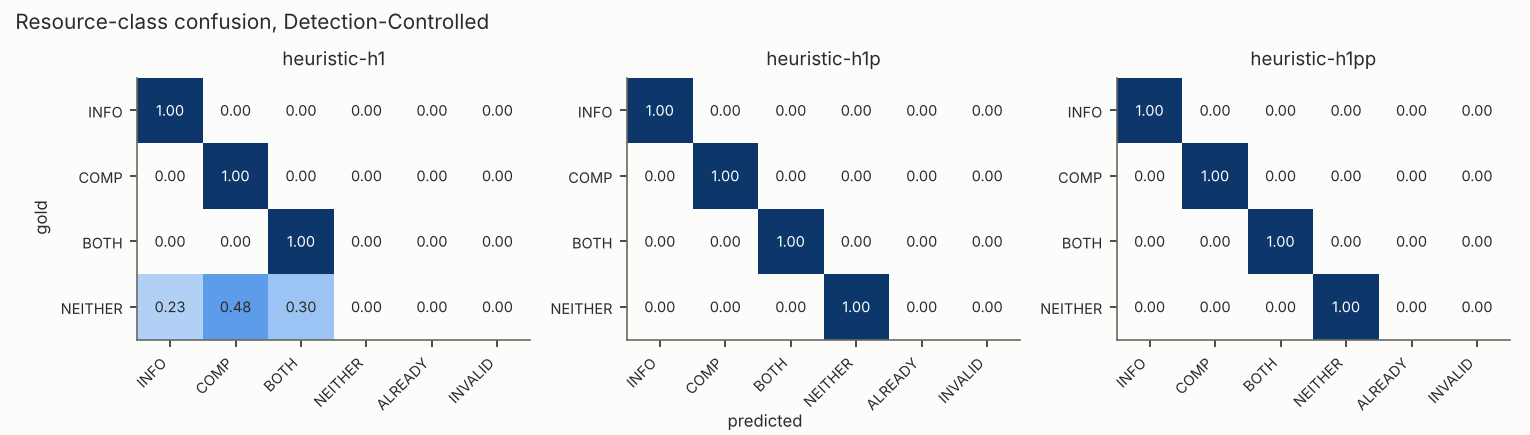 Resource-class confusion, Detection-Controlled
heuristic-h1 heuristic-h1p heuristic-h1pp
INFO 1.00 0.00 0.00 0.00 0.00 0.00 INFO 1.00 0.00 0.00 0.00 0.00 0.00 INFO 1.00 0.00 0.00 0.00 0.00 0.00
COMP 0.00 1.00 0.00 0.00 0.00 0.00 COMP 0.00 1.00 0.00 0.00 0.00 0.00 COMP 0.00 1.00 0.00 0.00 0.00 0.00
gold
BOTH 0.00 0.00 1.00 0.00 0.00 0.00 BOTH 0.00 0.00 1.00 0.00 0.00 0.00 BOTH 0.00 0.00 1.00 0.00 0.00 0.00
NEITHER 0.23 0.48 0.30 0.00 0.00 0.00 NEITHER 0.00 0.00 0.00 1.00 0.00 0.00 NEITHER 0.00 0.00 0.00 1.00 0.00 0.00
INFO COMP BOTH NEITHER ALREADY INVALID INFO COMP BOTH NEITHER ALREADY INVALID INFO COMP BOTH NEITHER ALREADY INVALID
predicted